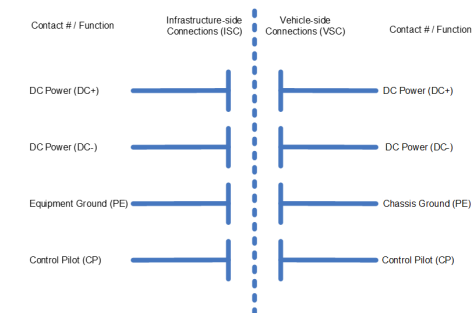 Contact # / Function
Infrastructure-side
Connections (ISC)
Vehicle-side
Connections (VSC)
Contact # / Function
DC Power (DC+)
DC Power (DC+)
DC Power (DC-)
DC Power (DC-)
Equipment Ground (PE)
Chassis Ground (PE)
Control Pilot (CP)
Control Pilot (CP)